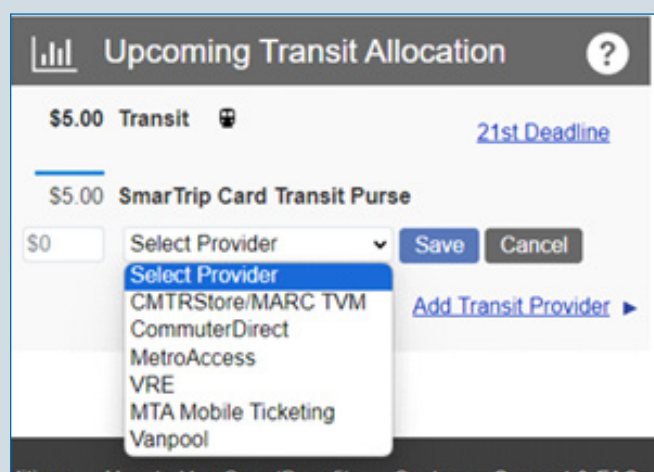 Upcoming Transit Allocation ?
$5.00 Transit 21st Deadline
$5.00 SmarTrip Card Transit Purse
$0 Select Provider Save Cancel
Select Provider
CMTRStore/MARC TVM
Add Transit Provider
CommuterDirect
MetroAccess
VRE
MTA Mobile Ticketing
Vanpool